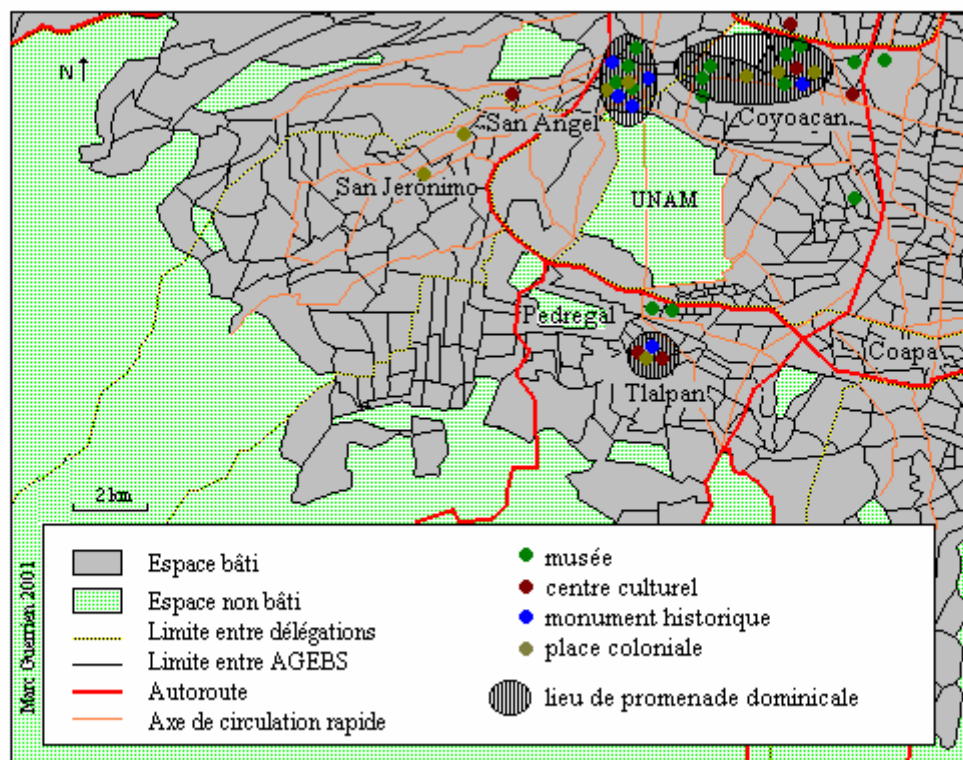 N
San Angel
Coyoacan
San Jerónimo
UNAM
Pedregal
Coapa
Tlalpan
2 km
Marc Guerrien 2001
Espace bâti
Espace non bâti
Limite entre délégations
Limite entre AGEBS
Autoroute
Axe de circulation rapide
musée
centre culturel
monument historique
place coloniale
lieu de promenade dominicale